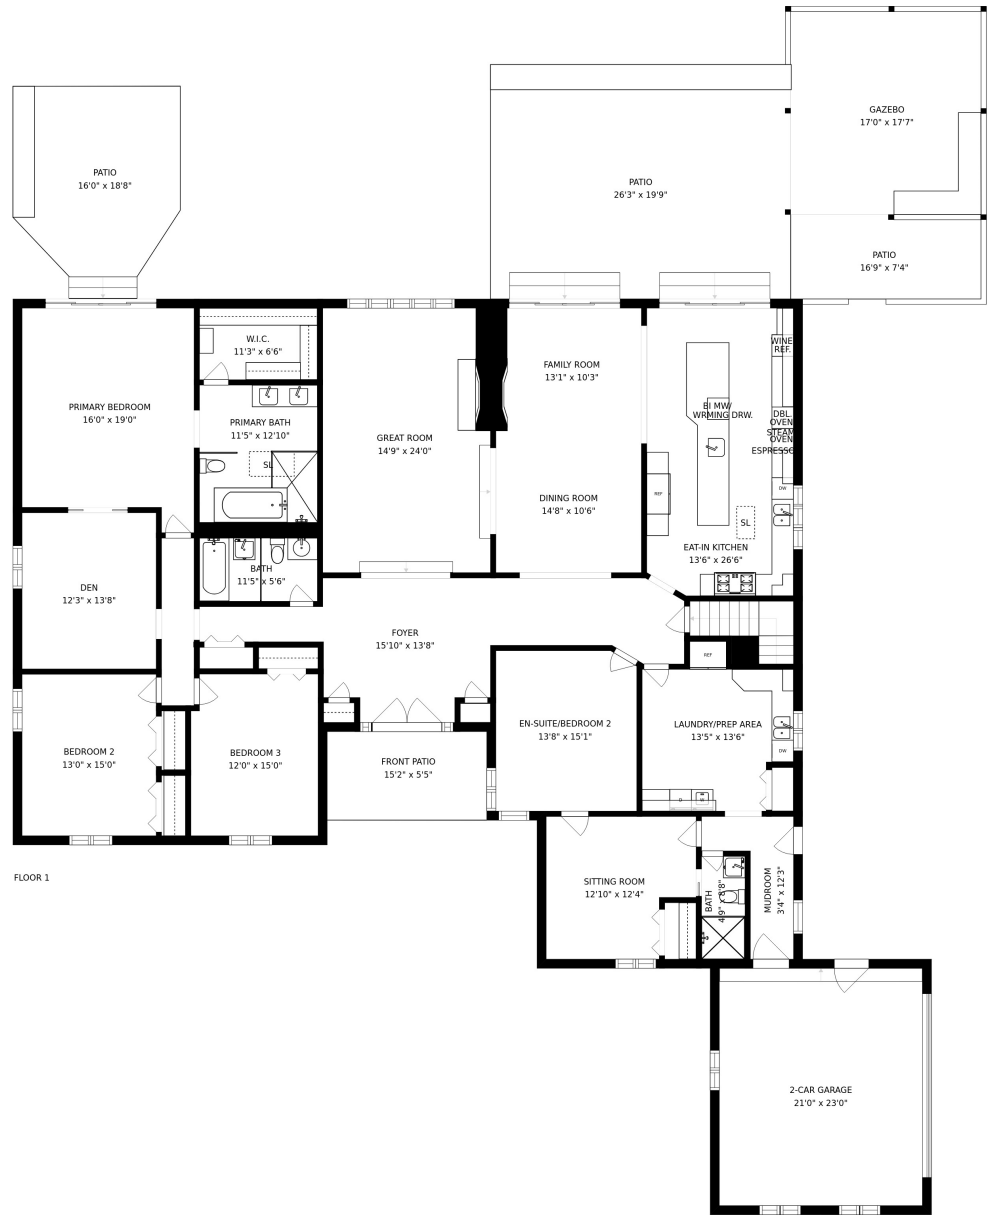 GAZEBO
17'0" x 17'7"
PATIO
16'0" x 18'8"
PATIO
26'3" x 19'9"
PATIO
16'9" x 7'4"
W.I.C.
11'3" x 6'6"
WINE
REF.
FAMILY ROOM
13'1" x 10'3"
PRIMARY BEDROOM
16'0" x 19'0"
PRIMARY BATH
11'5" x 12'10"
BI MW/
WRMING DRW.
DBL.
OVEN
STEAM
OVEN
ESPRESSO
GREAT ROOM
14'9" x 24'0"
SL
DINING ROOM
14'8" x 10'6"
REF
DW
SL
EAT-IN KITCHEN
13'6" x 26'6"
BATH
11'5" x 5'6"
DEN
12'3" x 13'8"
FOYER
15'10" x 13'8"
REF
EN-SUITE/BEDROOM 2
13'8" x 15'1"
LAUNDRY/PREP AREA
13'5" x 13'6"
DW
BEDROOM 2
13'0" x 15'0"
BEDROOM 3
12'0" x 15'0"
FRONT PATIO
15'2" x 5'5"
D
W
FLOOR 1
SITTING ROOM
12'10" x 12'4"
BATH
4'9" x 8'8"
MUDROOM
3'4" x 12'3"
2-CAR GARAGE
21'0" x 23'0"